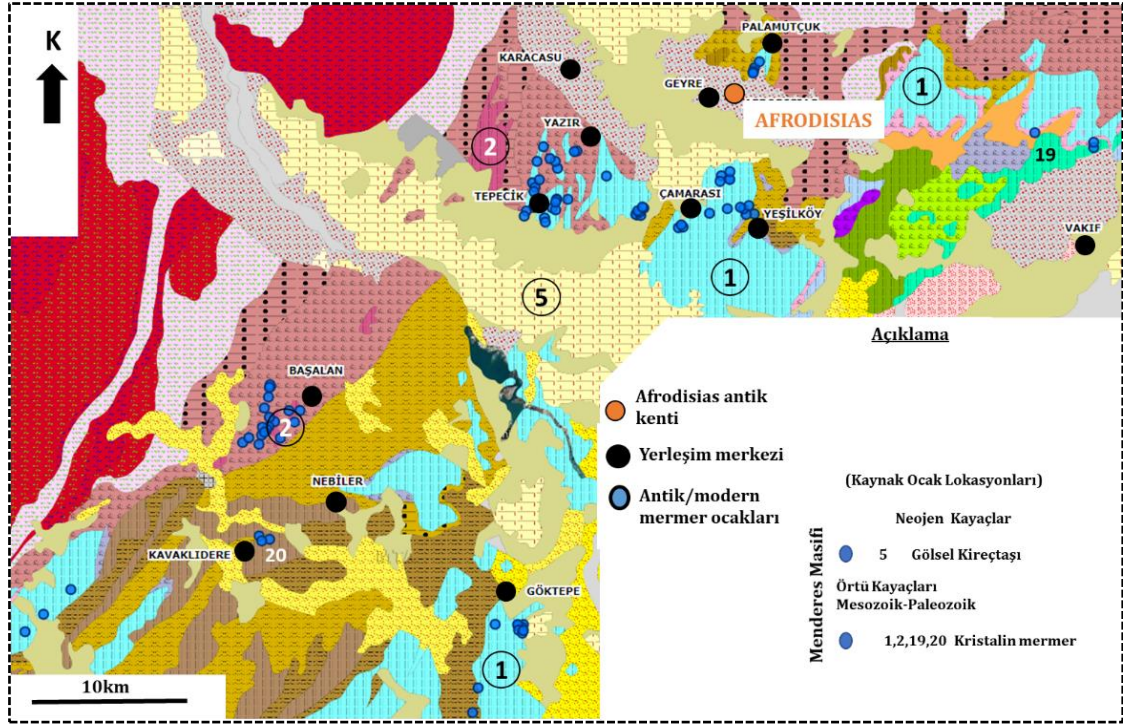 K
PALAMUTÇUK
KARACASU
GEYRE
1
AFRODISIAS
YAZIR
2
19
TEPECİK
ÇAMARASI
YEŞİLKÖY
VAKIF
1
5
Açıklama
BAŞALAN
2
Afrodisias antik
kenti
Yerleşim merkezi
Antik/modern
mermer ocakları
NEBİLER
KAVAKLIDERE
20
GÖKTEPE
1
10km
(Kaynak Ocak Lokasyonları)
Neojen Kayaçlar
5 Gölsel Kireçtaşı
Örtü Kayaçları
Mesozoik-Paleozoik
1,2,19,20 Kristalin mermer
Menderes Masifi